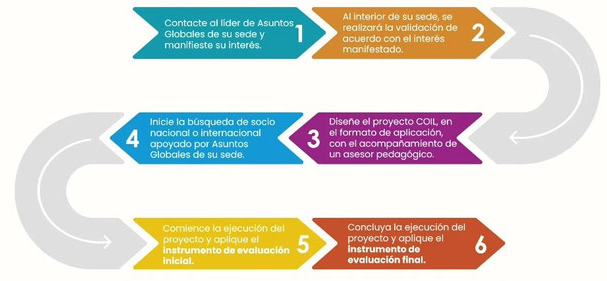 Contacte al líder de Asuntos
Globales de su sede y
manifieste su interés.
1
Al interior de su sede, se
realizará la validación de
acuerdo con el interés
manifestado.
2
Diseñe el proyecto COIL, en
el formato de aplicación,
con el acompañamiento de
un asesor pedagógico.
3
Inicie la búsqueda de socio
nacional o internacional
apoyado por Asuntos
Globales de su sede.
4
Comience la ejecución del
proyecto y aplique el
instrumento de evaluación
inicial.
5
Concluya la ejecución del
proyecto y aplique el
instrumento de
evaluación final.
6